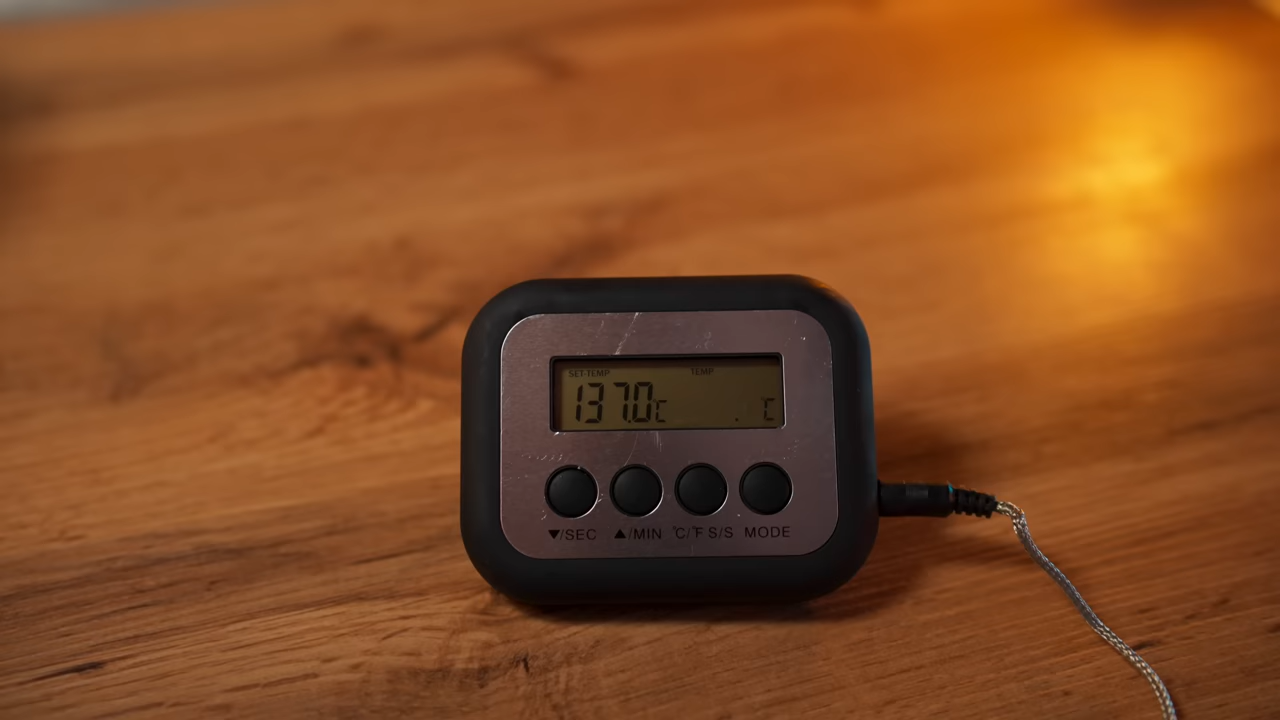 SET-TEMP TEMP
137.0℃ . ℃
▼/SEC ▲/MIN ℃/℉ S/S MODE